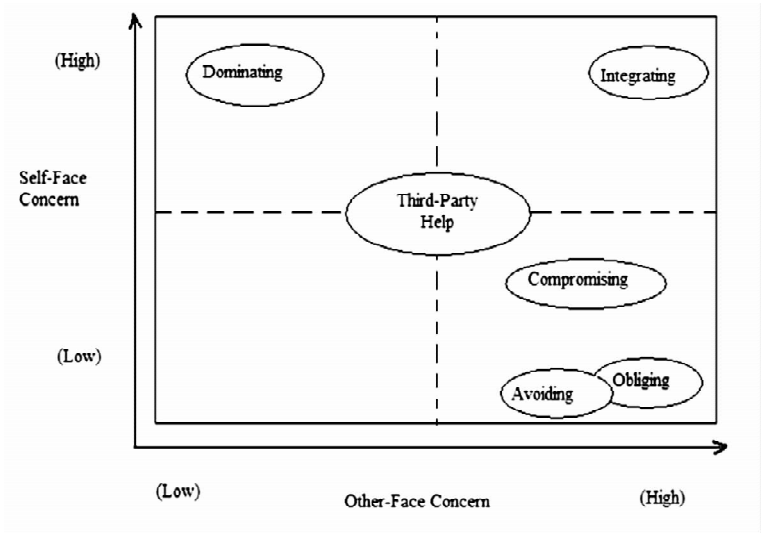 (High)
Dominating
Integrating
Self-Face
Concern
Third-Party
Help
Compromising
(Low)
Avoiding
Obliging
(Low)
Other-Face Concern
(High)